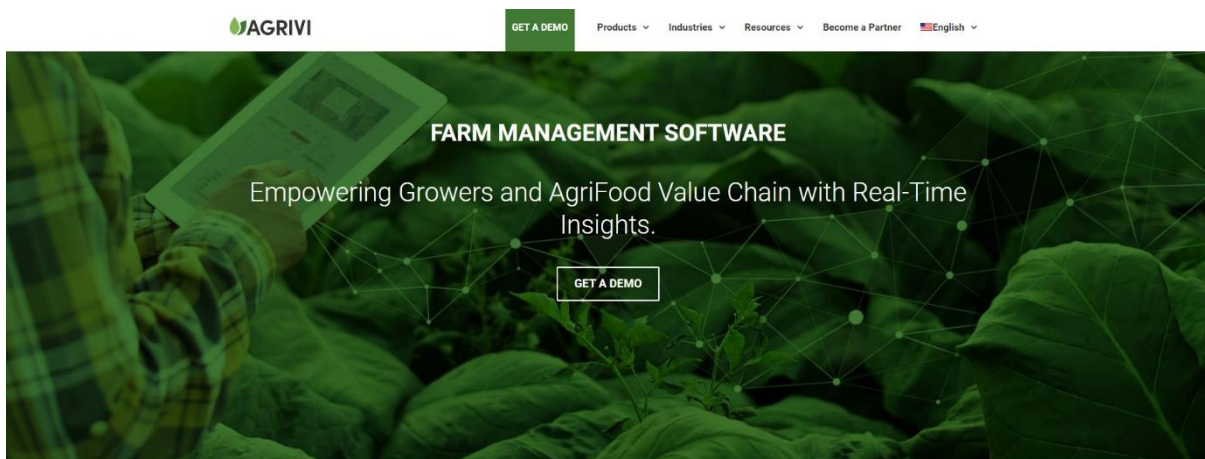 AGRIVI
GET A DEMO
Products
Industries
Resources
Become a Partner
English
FARM MANAGEMENT SOFTWARE
Empowering Growers and AgriFood Value Chain with Real-Time
Insights.
GET A DEMO